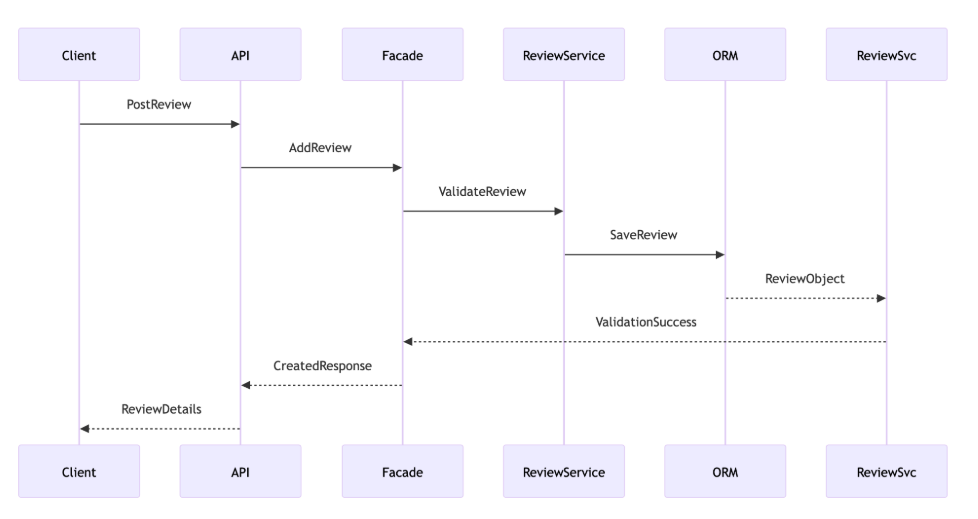 Client API Facade ReviewService ORM ReviewSvc
PostReview
AddReview
ValidateReview
SaveReview
ReviewObject
ValidationSuccess
CreatedResponse
ReviewDetails
Client API Facade ReviewService ORM ReviewSvc